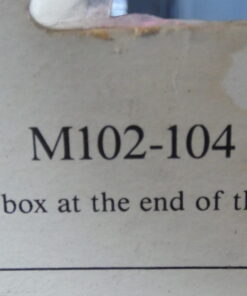 M102-104
box at the end of